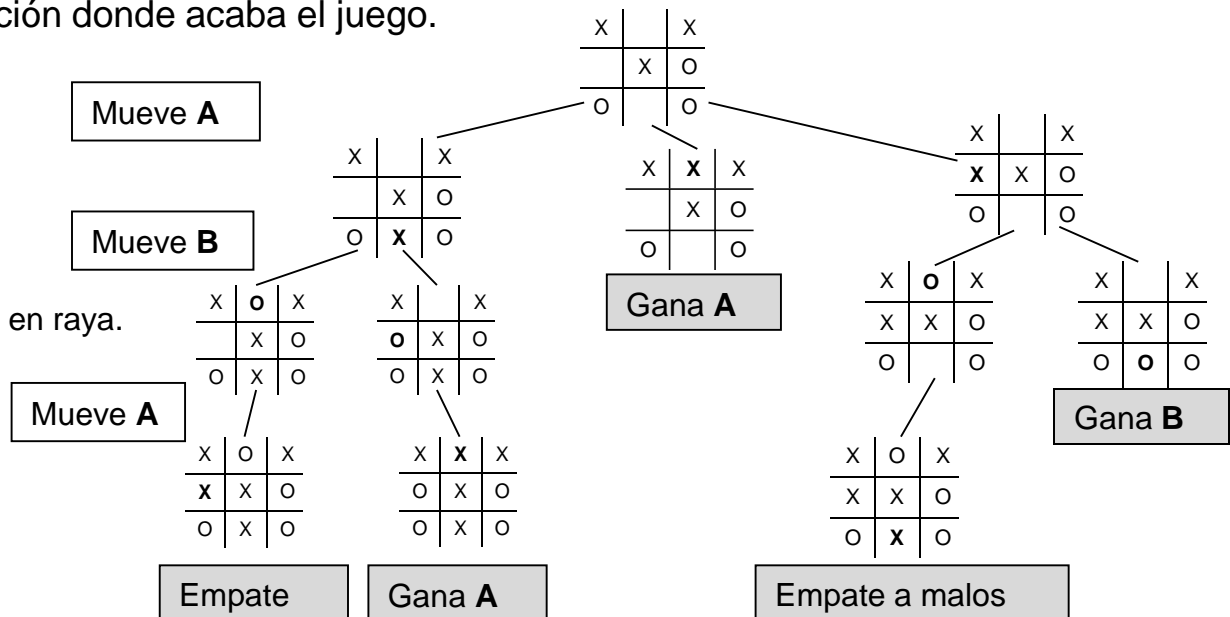 ción donde acaba el juego.
X X
X O
O O
Mueve A
X X
X O
O X O
X X X
X O
O O
Gana A
X X
X X O
O O
Mueve B
en raya.
X O X
X O
O X O
X X
O X O
O X O
X O X
X X O
O O
X X
X X O
O O O
Gana B
Mueve A
X O X
X X O
O X O
Empate
X X X
O X O
O X O
Gana A
X O X
X X O
O X O
Empate a malos